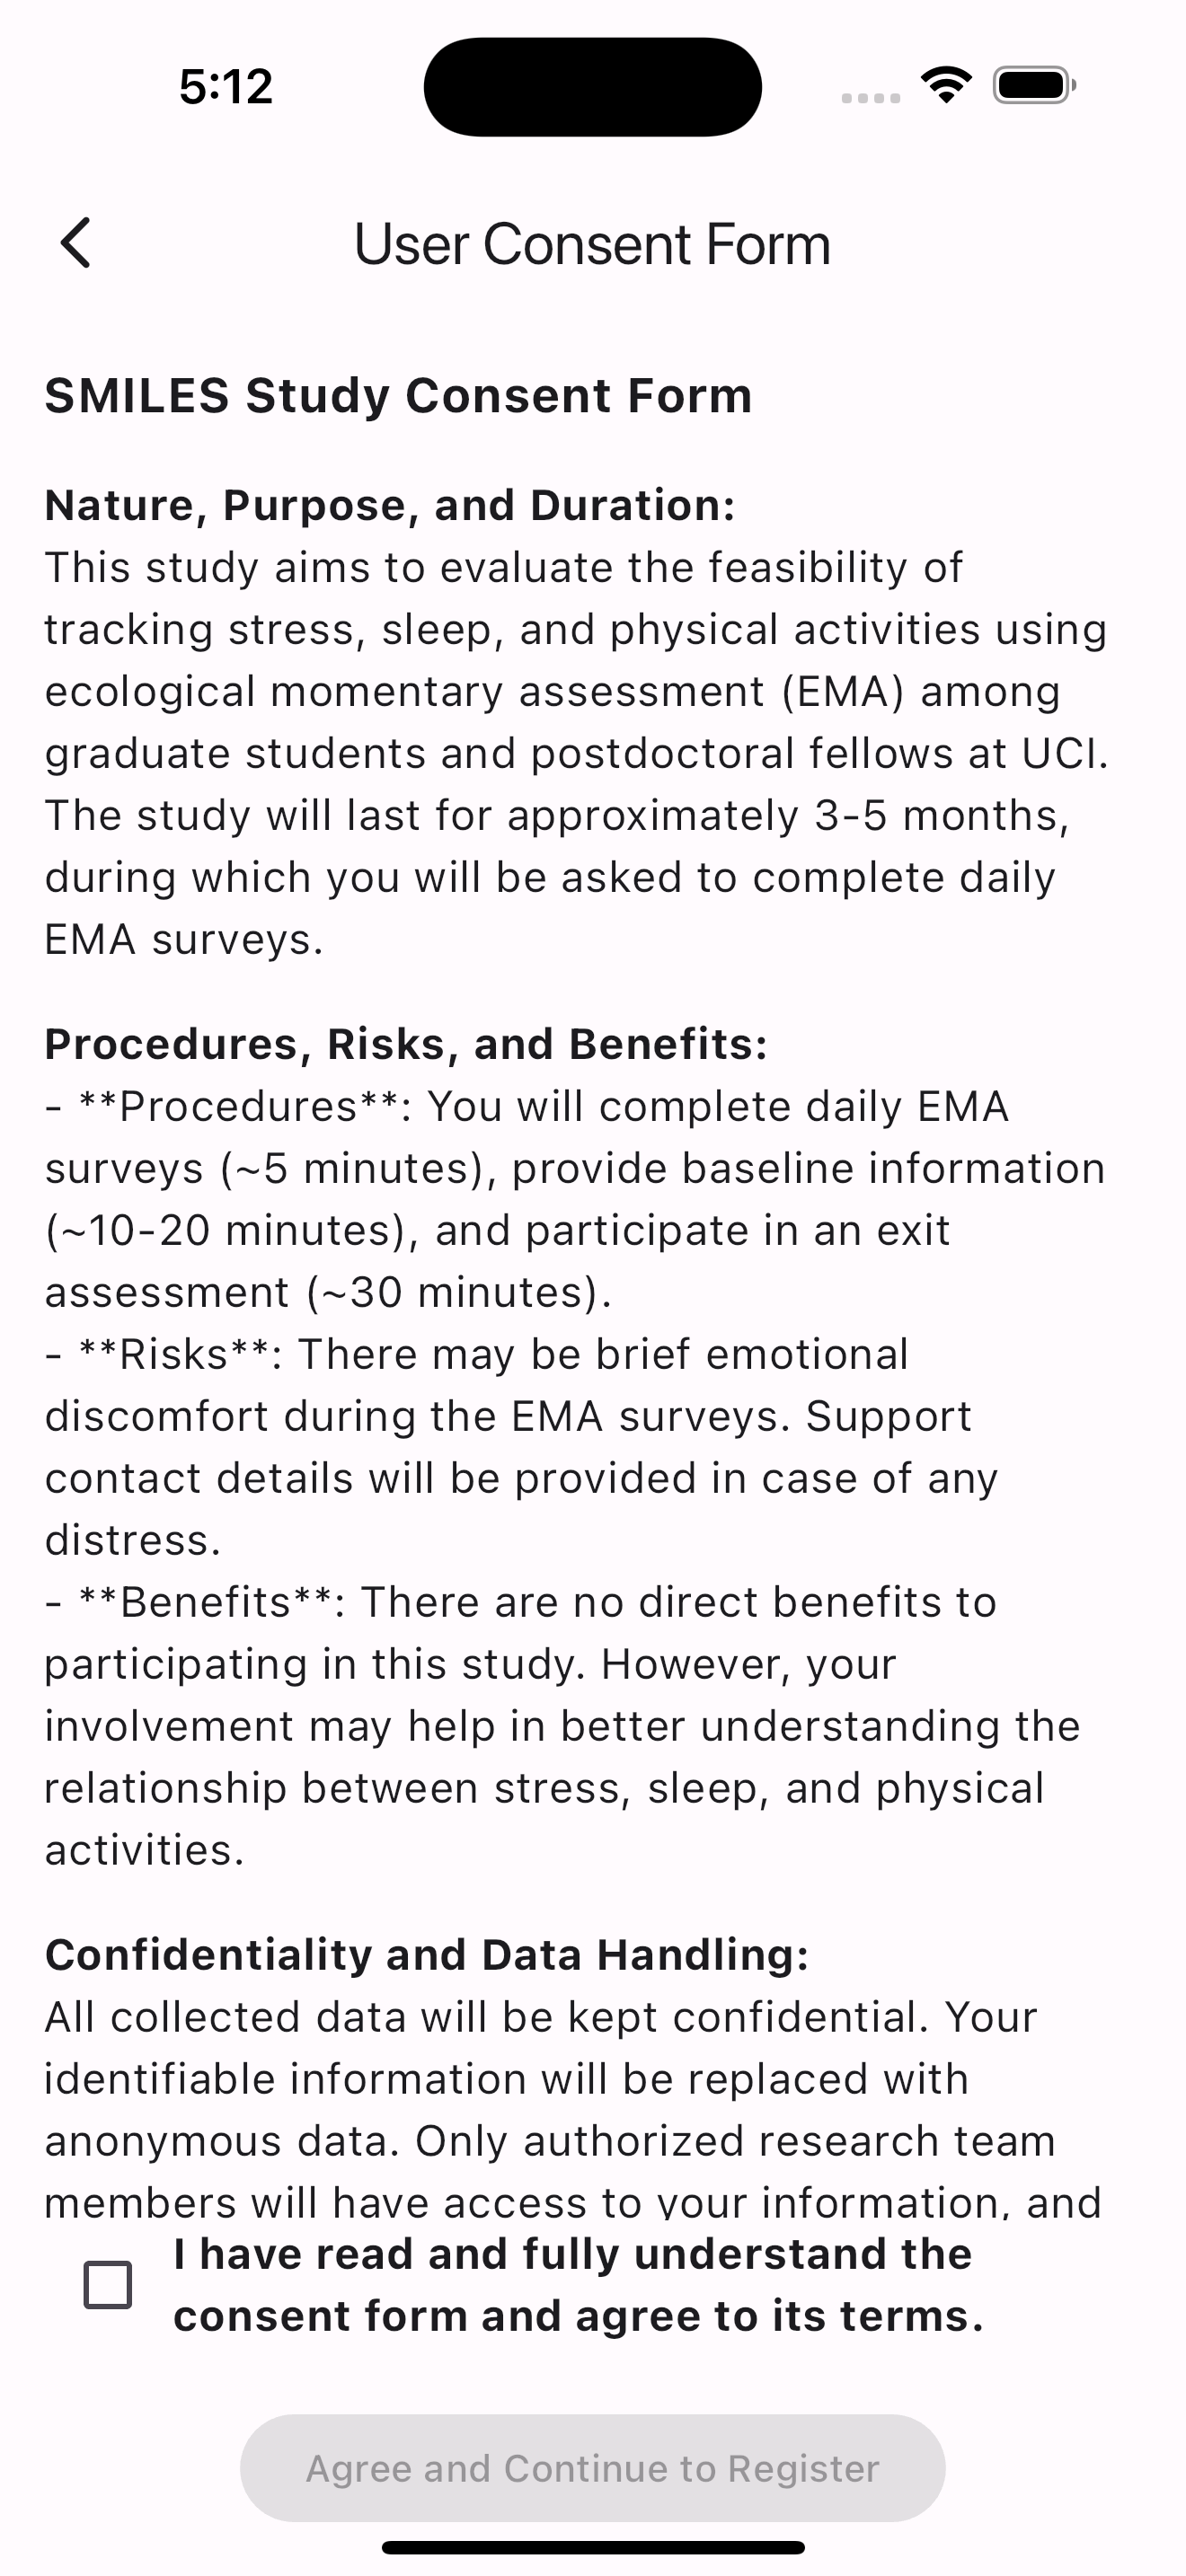 5:12
User Consent Form
SMILES Study Consent Form
Nature, Purpose, and Duration:
This study aims to evaluate the feasibility of
tracking stress, sleep, and physical activities using
ecological momentary assessment (EMA) among
graduate students and postdoctoral fellows at UCI.
The study will last for approximately 3-5 months,
during which you will be asked to complete daily
EMA surveys.
Procedures, Risks, and Benefits:
- **Procedures**: You will complete daily EMA
surveys (~5 minutes), provide baseline information
(~10-20 minutes), and participate in an exit
assessment (~30 minutes).
- **Risks**: There may be brief emotional
discomfort during the EMA surveys. Support
contact details will be provided in case of any
distress.
- **Benefits**: There are no direct benefits to
participating in this study. However, your
involvement may help in better understanding the
relationship between stress, sleep, and physical
activities.
Confidentiality and Data Handling:
All collected data will be kept confidential. Your
identifiable information will be replaced with
anonymous data. Only authorized research team
members will have access to your information, and
I have read and fully understand the
consent form and agree to its terms.
Agree and Continue to Register